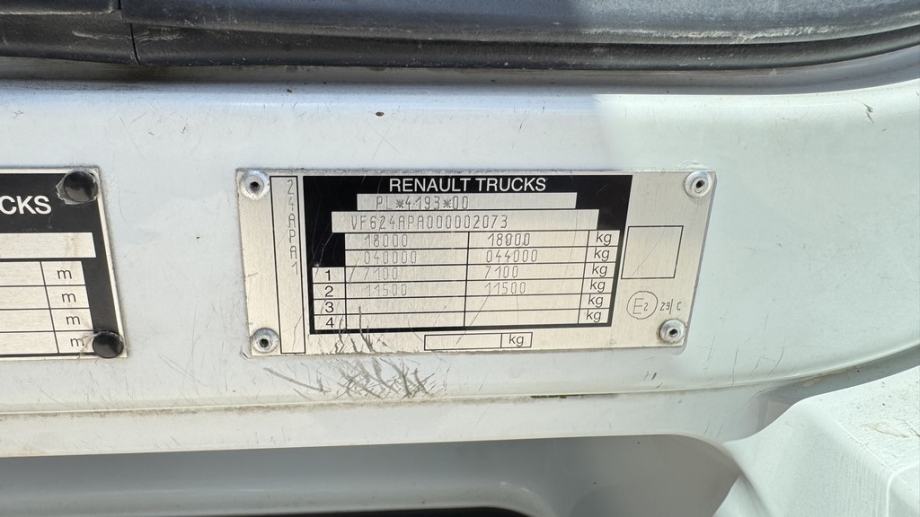 CKS
m
m
m
m
24APA1
RENAULT TRUCKS
PL*4193*00
VF624APA000002073
18000 18000 kg
040000 044000 kg
1 7100 7100 kg
2 11500 11500 kg
3 kg
4 kg
kg
E2 29/C